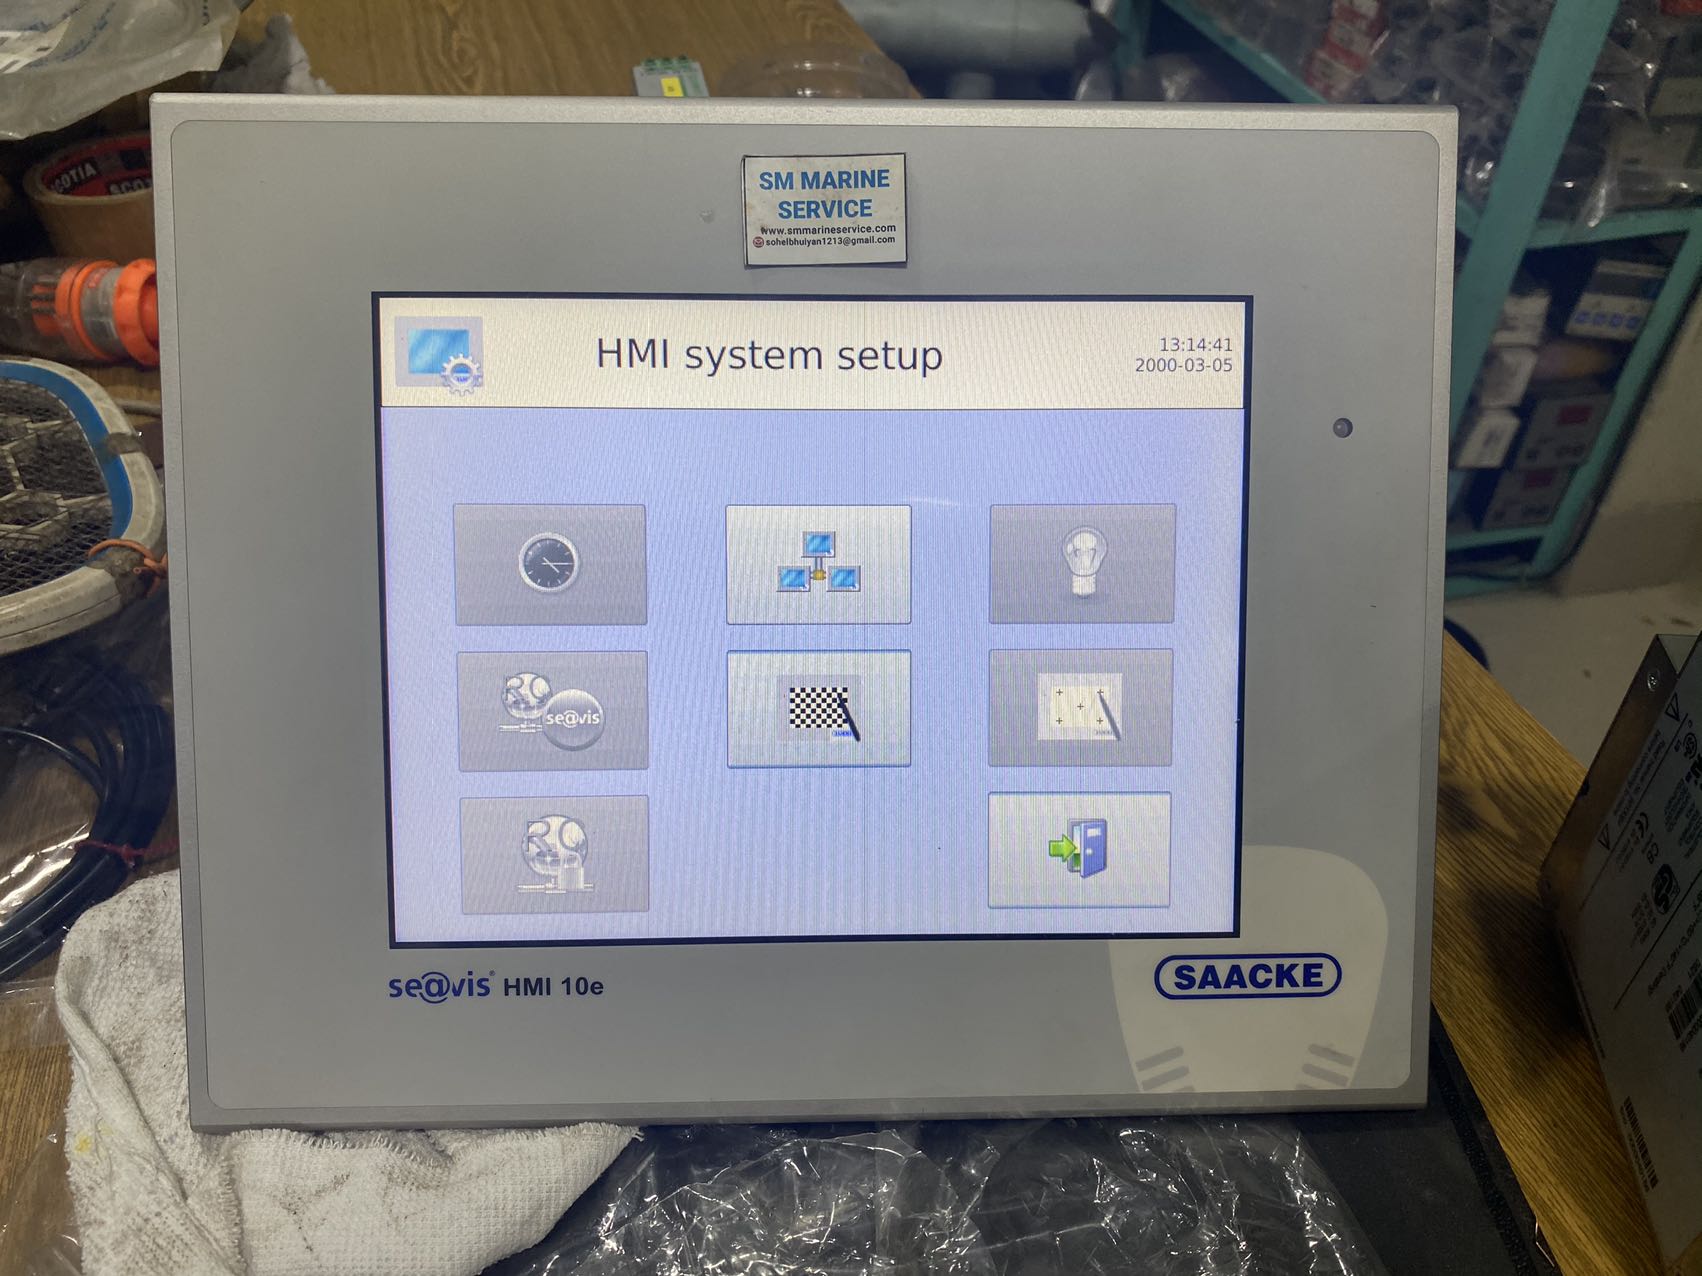 SM MARINE
SERVICE
www.smmarineservice.com
sohelbhuiyan1213@gmail.com
HMI system setup
13:14:41
2000-03-05
se@vis
se@vis® HMI 10e
SAACKE